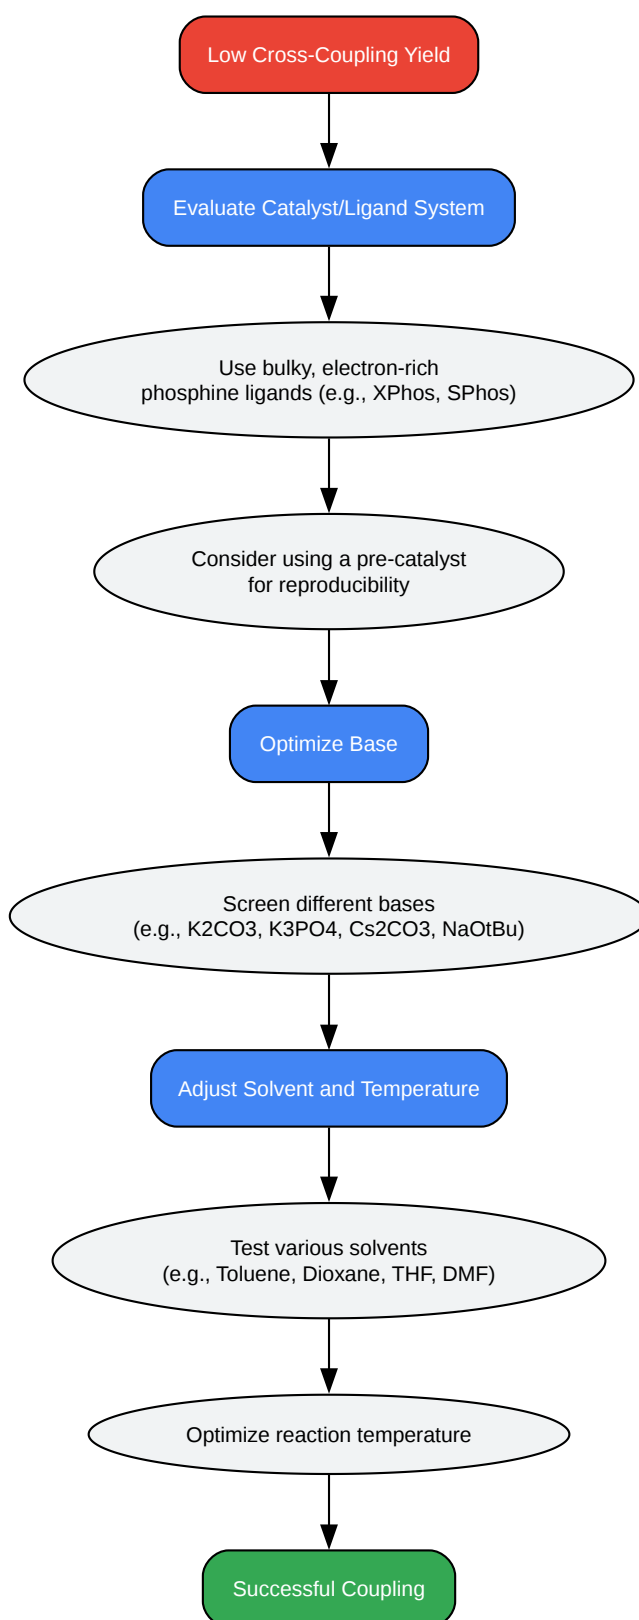 Low Cross-Coupling Yield
Evaluate Catalyst/Ligand System
Use bulky, electron-rich
phosphine ligands (e.g., XPhos, SPhos)
Consider using a pre-catalyst
for reproducibility
Optimize Base
Screen different bases
(e.g., K2CO3, K3PO4, Cs2CO3, NaOtBu)
Adjust Solvent and Temperature
Test various solvents
(e.g., Toluene, Dioxane, THF, DMF)
Optimize reaction temperature
Successful Coupling